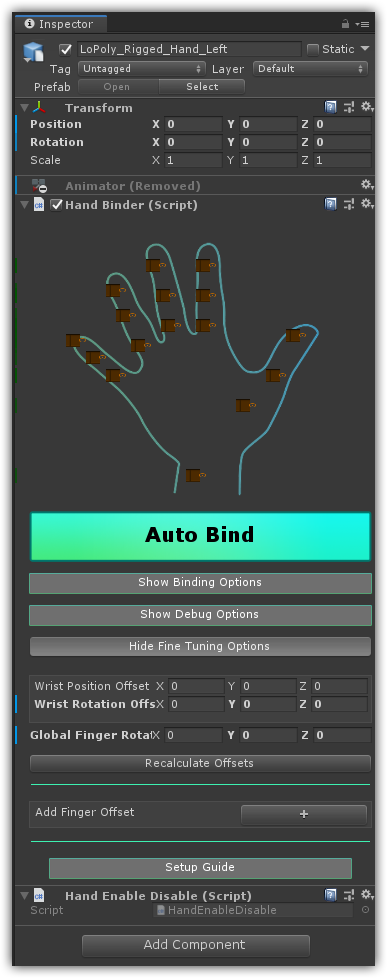 Inspector
LoPoly_Rigged_Hand_Left Static
Tag Untagged Layer Default
Prefab Open Select
Transform
Position X 0 Y 0 Z 0
Rotation X 0 Y 0 Z 0
Scale X 1 Y 1 Z 1
Animator (Removed)
Hand Binder (Script)
Auto Bind
Show Binding Options
Show Debug Options
Hide Fine Tuning Options
Wrist Position Offset X 0 Y 0 Z 0
Wrist Rotation Offs X 0 Y 0 Z 0
Global Finger Rotat X 0 Y 0 Z 0
Recalculate Offsets
Add Finger Offset +
Setup Guide
Hand Enable Disable (Script)
Script HandEnableDisable
Add Component